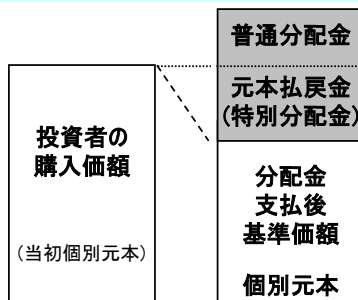 投資者の
購入価額
(当初個別元本)
普通分配金
元本払戻金
(特別分配金)
分配金
支払後
基準価額
個別元本